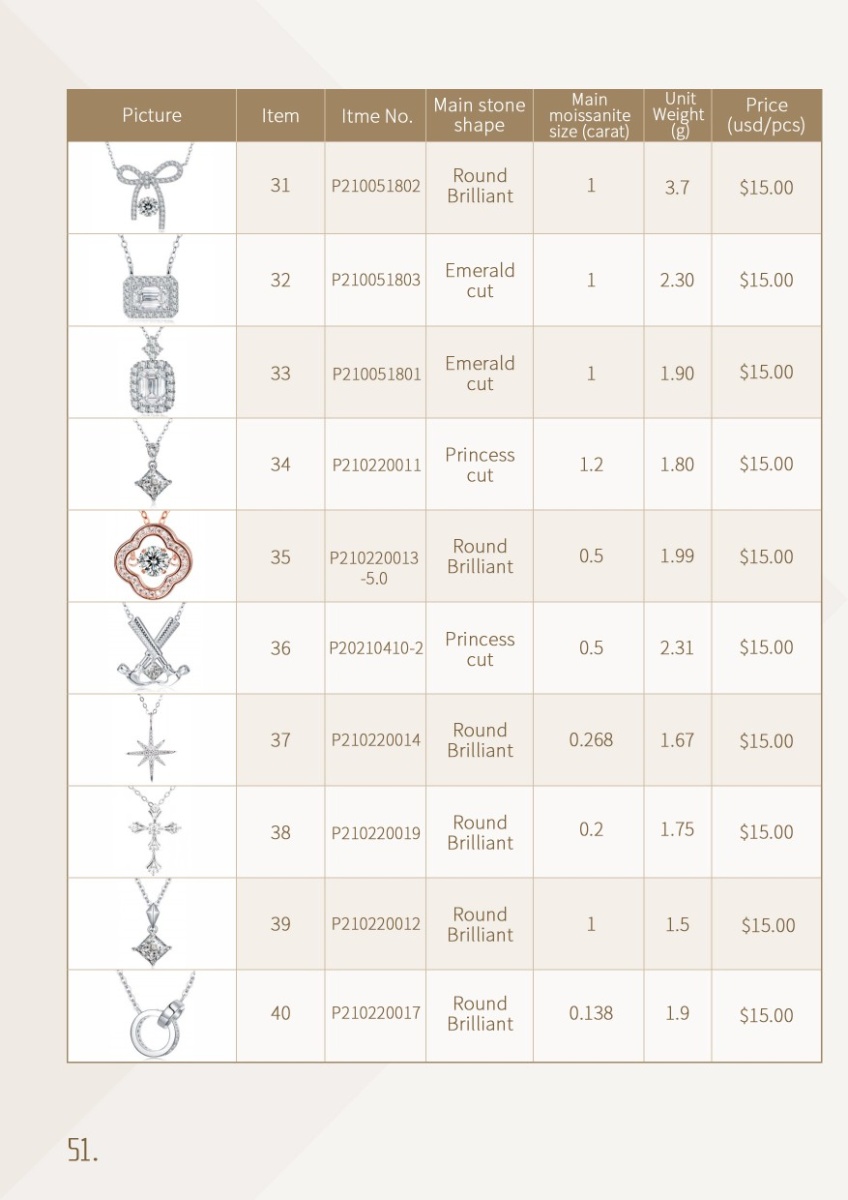 Picture
Item
Itme No.
Main stone
shape
Main
moissanite
size (carat)
Unit
Weight
(g)
Price
(usd/pcs)
31
P210051802
Round
Brilliant
1
3.7
$15.00
32
P210051803
Emerald
cut
1
2.30
$15.00
33
P210051801
Emerald
cut
1
1.90
$15.00
34
P210220011
Princess
cut
1.2
1.80
$15.00
35
P210220013
-5.0
Round
Brilliant
0.5
1.99
$15.00
36
P20210410-2
Princess
cut
0.5
2.31
$15.00
37
P210220014
Round
Brilliant
0.268
1.67
$15.00
38
P210220019
Round
Brilliant
0.2
1.75
$15.00
39
P210220012
Round
Brilliant
1
1.5
$15.00
40
P210220017
Round
Brilliant
0.138
1.9
$15.00
51.